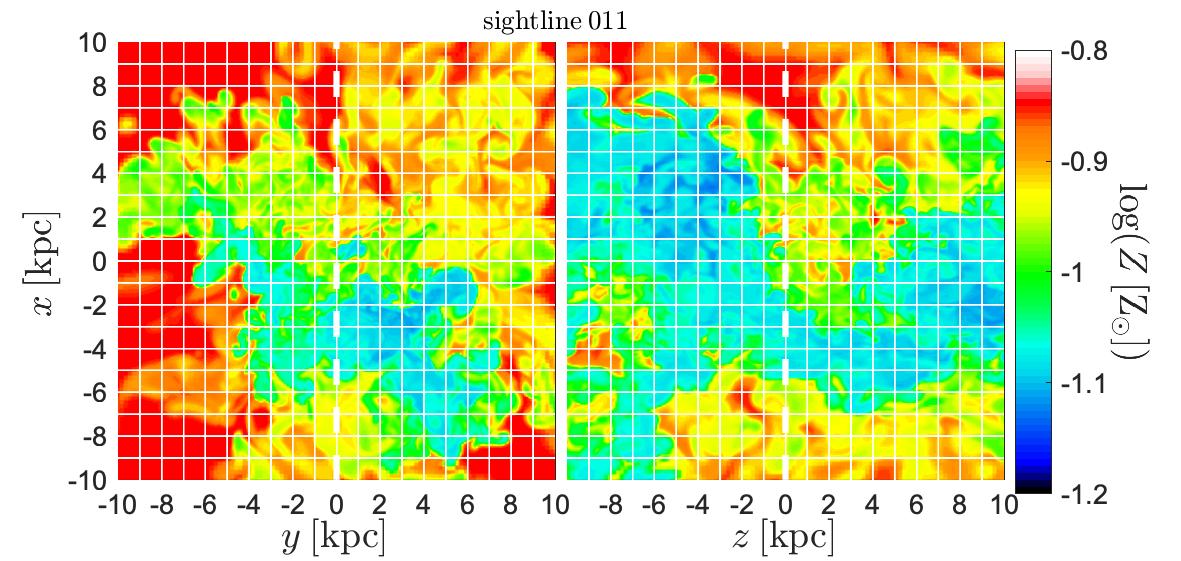 sightline 011
10
8
6
4
2
0
-2
-4
-6
-8
-10
x [kpc]
-10 -8 -6 -4 -2 0 2 4 6 8 10
y [kpc]
-8 -6 -4 -2 0 2 4 6 8 10
z [kpc]
-0.8
-0.9
-1
-1.1
-1.2
log(Z [Z⊙])